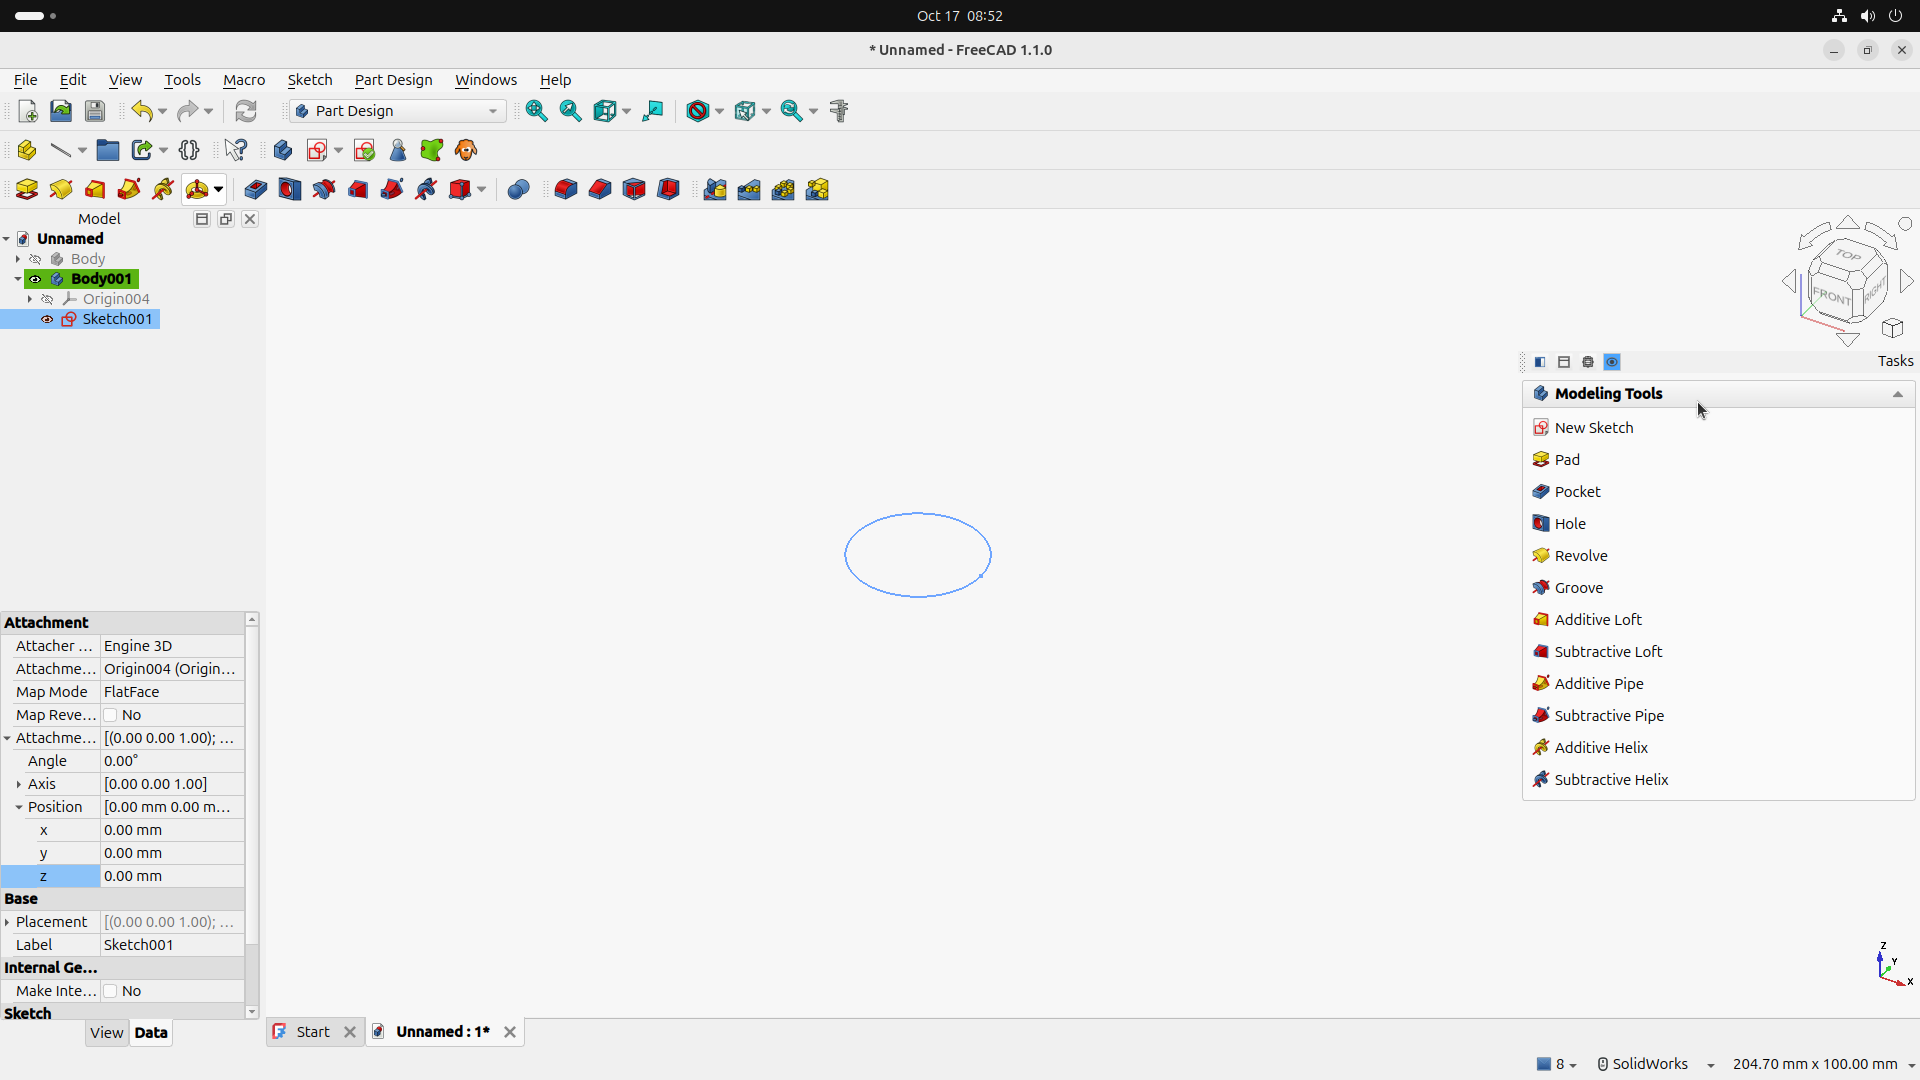 Oct 17 08:52
* Unnamed - FreeCAD 1.1.0
File Edit View Tools Macro Sketch Part Design Windows Help
Part Design
Model
Unnamed
Body
Body001
Origin004
Sketch001
TOP
FRONT
RIGHT
Tasks
Modeling Tools
New Sketch
Pad
Pocket
Hole
Revolve
Groove
Additive Loft
Subtractive Loft
Additive Pipe
Subtractive Pipe
Additive Helix
Subtractive Helix
Attachment
Attacher ... Engine 3D
Attachme... Origin004 (Origin...
Map Mode FlatFace
Map Reve... No
Attachme... [(0.00 0.00 1.00); ...
Angle 0.00°
Axis [0.00 0.00 1.00]
Position [0.00 mm 0.00 m...
x 0.00 mm
y 0.00 mm
z 0.00 mm
Base
Placement [(0.00 0.00 1.00); ...
Label Sketch001
Internal Ge...
Make Inte... No
Sketch
View Data
Start
Unnamed : 1*
Z
Y
X
8
SolidWorks
204.70 mm x 100.00 mm